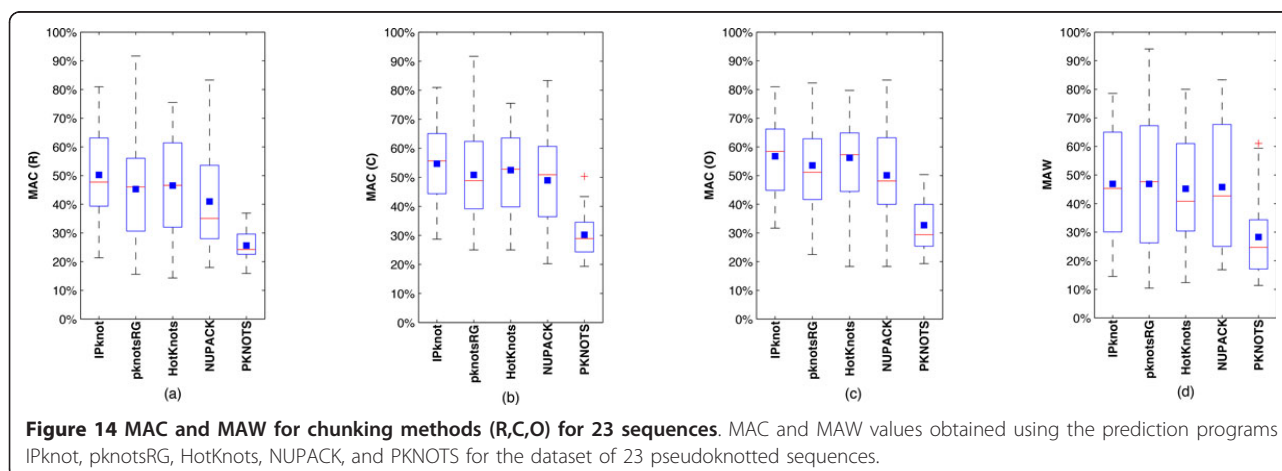 100%
90%
80%
70%
60%
50%
40%
30%
20%
10%
0%
MAC (R)
IPknot
pknotsRG
HotKnots
NUPACK
PKNOTS
(a)
100%
90%
80%
70%
60%
50%
40%
30%
20%
10%
0%
MAC (C)
IPknot
pknotsRG
HotKnots
NUPACK
PKNOTS
(b)
100%
90%
80%
70%
60%
50%
40%
30%
20%
10%
0%
MAC (O)
IPknot
pknotsRG
HotKnots
NUPACK
PKNOTS
(c)
100%
90%
80%
70%
60%
50%
40%
30%
20%
10%
0%
MAW
IPknot
pknotsRG
HotKnots
NUPACK
PKNOTS
(d)
Figure 14 MAC and MAW for chunking methods (R,C,O) for 23 sequences. MAC and MAW values obtained using the prediction programs
IPknot, pknotsRG, HotKnots, NUPACK, and PKNOTS for the dataset of 23 pseudoknotted sequences.